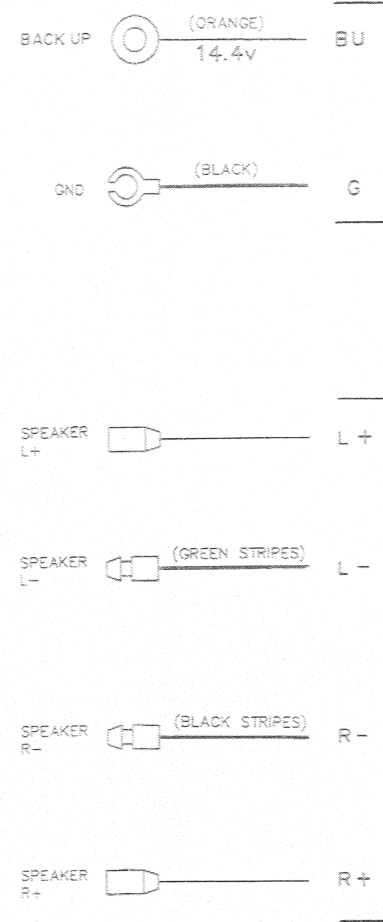 BACK UP (ORANGE) BU
14.4v
GND (BLACK) G
SPEAKER L+
L+
SPEAKER (GREEN STRIPES) L-
L-
SPEAKER (BLACK STRIPES) R-
R-
SPEAKER R+
R+